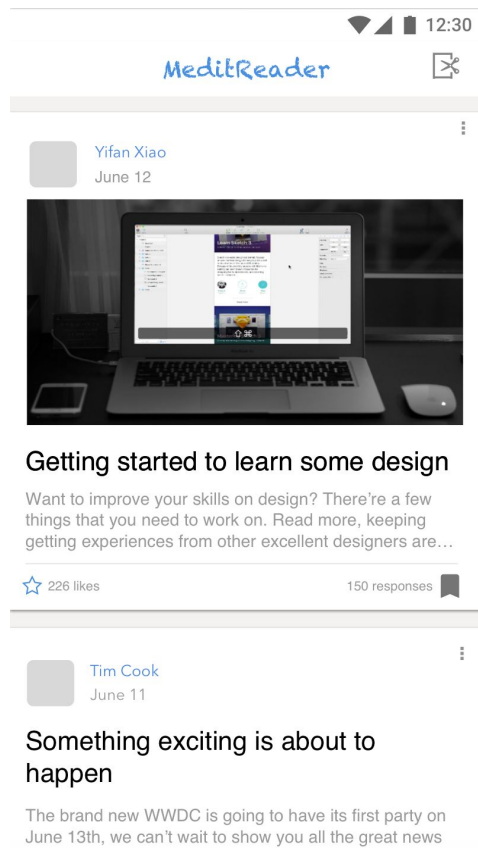 12:30
MeditReader
Yifan Xiao
June 12
⇧⌘
Getting started to learn some design
Want to improve your skills on design? There’re a few
things that you need to work on. Read more, keeping
getting experiences from other excellent designers are…
226 likes
150 responses
Tim Cook
June 11
Something exciting is about to
happen
The brand new WWDC is going to have its first party on
June 13th, we can’t wait to show you all the great news